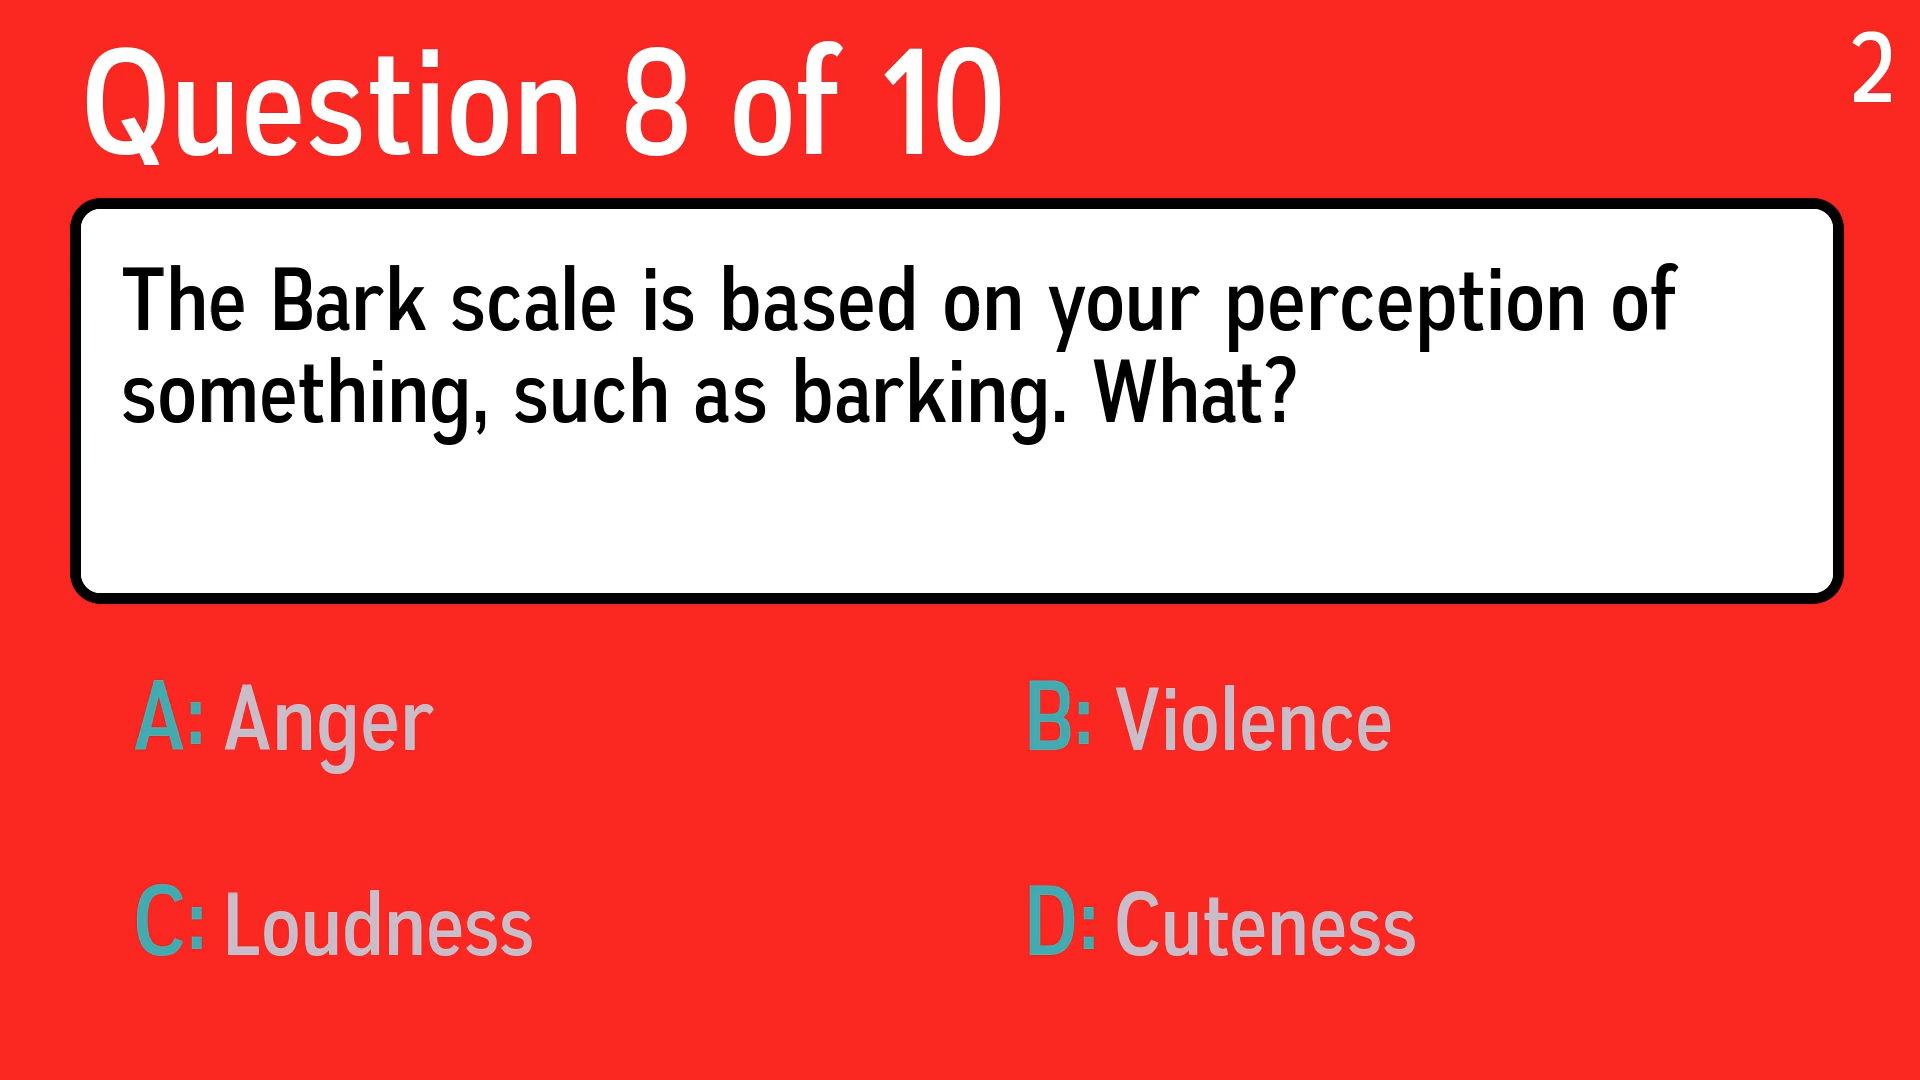 Question 8 of 10
2
The Bark scale is based on your perception of
something, such as barking. What?
A: Anger
B: Violence
C: Loudness
D: Cuteness